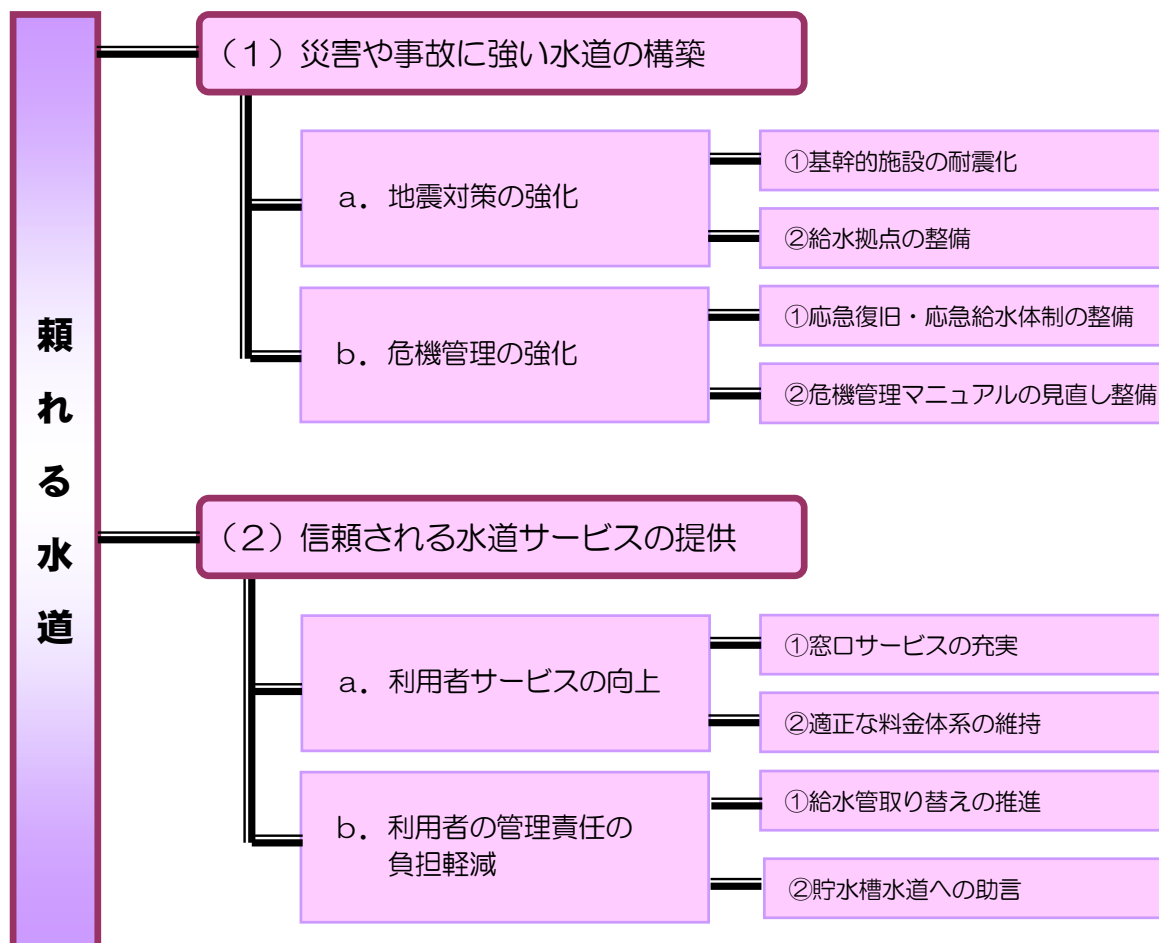 頼れる水道
（１）災害や事故に強い水道の構築
ａ．地震対策の強化
①基幹的施設の耐震化
②給水拠点の整備
ｂ．危機管理の強化
①応急復旧・応急給水体制の整備
②危機管理マニュアルの見直し整備
（２）信頼される水道サービスの提供
ａ．利用者サービスの向上
①窓口サービスの充実
②適正な料金体系の維持
ｂ．利用者の管理責任の
負担軽減
①給水管取り替えの推進
②貯水槽水道への助言